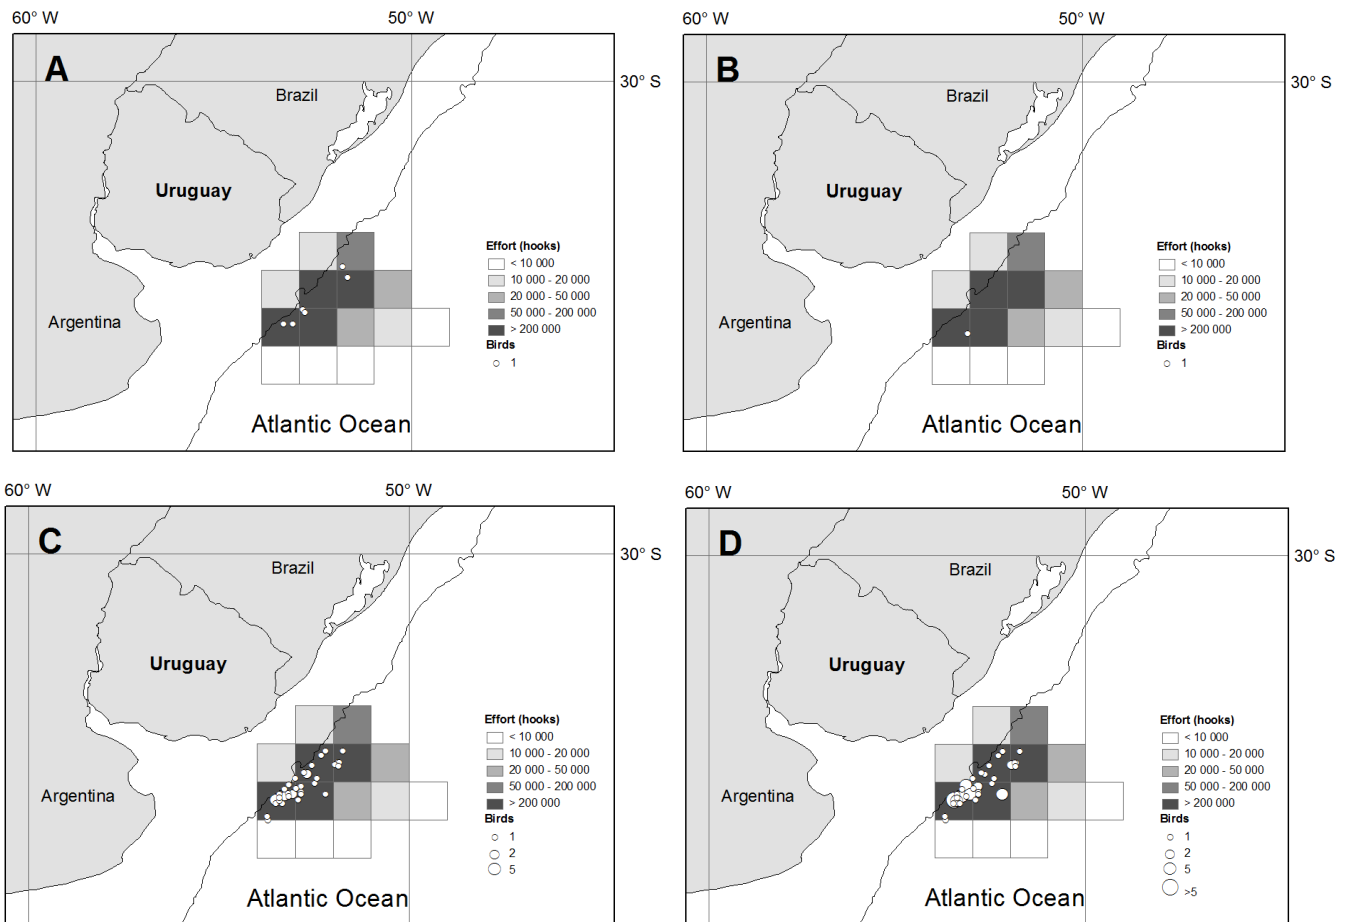 60° W
50° W
A
30° S
Brazil
Uruguay
Argentina
Effort (hooks)
< 10 000
10 000 - 20 000
20 000 - 50 000
50 000 - 200 000
> 200 000
Birds
1
Atlantic Ocean
60° W
50° W
B
30° S
Brazil
Uruguay
Argentina
Effort (hooks)
< 10 000
10 000 - 20 000
20 000 - 50 000
50 000 - 200 000
> 200 000
Birds
1
Atlantic Ocean
60° W
50° W
C
30° S
Brazil
Uruguay
Argentina
Effort (hooks)
< 10 000
10 000 - 20 000
20 000 - 50 000
50 000 - 200 000
> 200 000
Birds
1
2
5
Atlantic Ocean
60° W
50° W
D
30° S
Brazil
Uruguay
Argentina
Effort (hooks)
< 10 000
10 000 - 20 000
20 000 - 50 000
50 000 - 200 000
> 200 000
Birds
1
2
5
>5
Atlantic Ocean